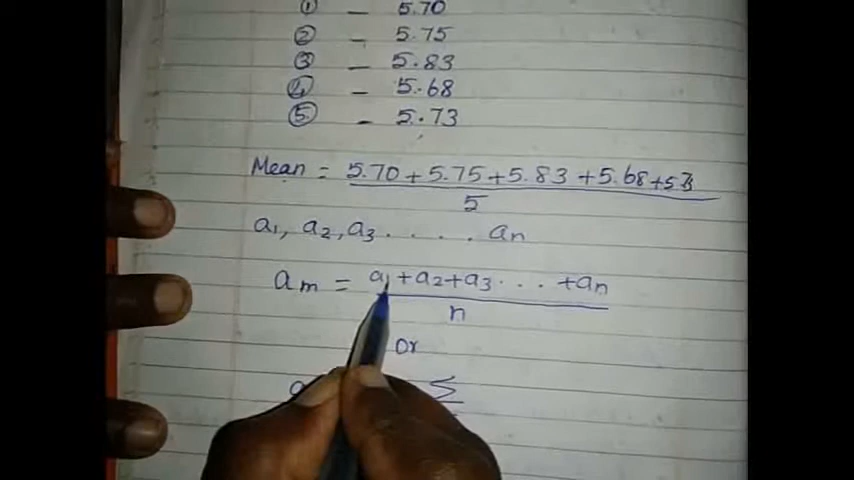 ① – 5.70
② – 5.75
③ – 5.83
④ – 5.68
⑤ – 5.73
Mean = 5.70 + 5.75 + 5.83 + 5.68 + 5.73
5
a₁, a₂, a₃ . . . . . aₙ
aₘ = a₁ + a₂ + a₃ . . . + aₙ
n
Or
a Σ